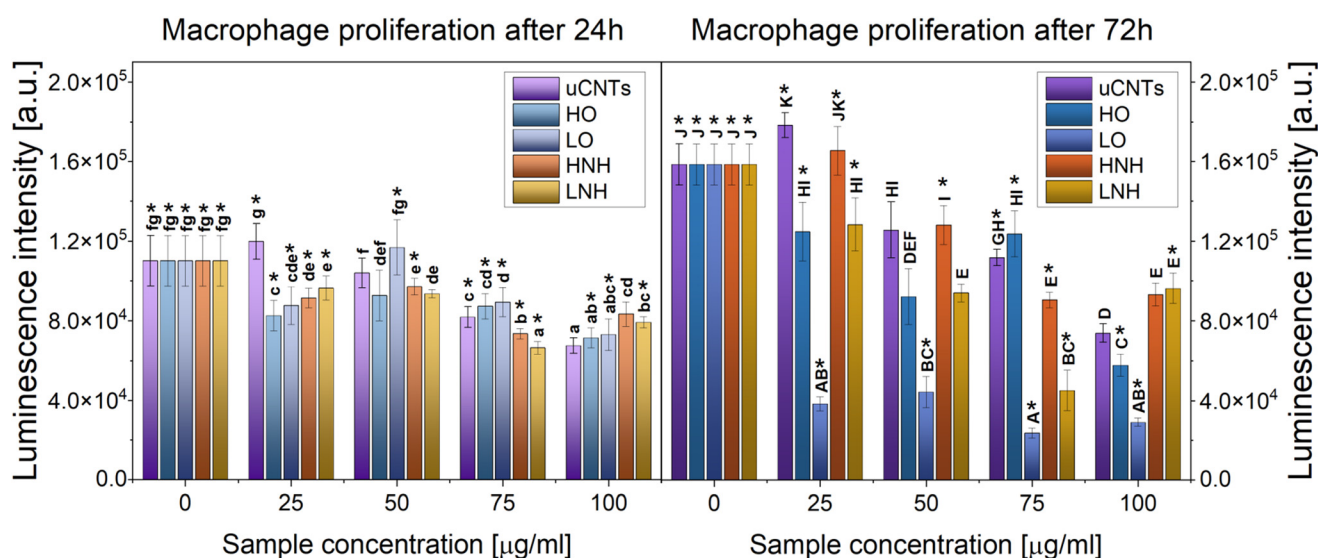 Macrophage proliferation after 24h
Macrophage proliferation after 72h
Luminescence intensity [a.u.]
2.0×10⁵
1.6×10⁵
1.2×10⁵
8.0×10⁴
4.0×10⁴
0.0
uCNTs
HO
LO
HNH
LNH
fg* fg* fg* fg* fg*
g* c* cde* de* e*
f def fg* e* de
c* cd* d* b* a*
a ab* abc* cd bc*
0 25 50 75 100
Sample concentration [µg/ml]
uCNTs
HO
LO
HNH
LNH
J* J* J* J* J*
K* HI* AB* JK* HI*
HI DEF BC* I* E
GH* HI* A* E* BC*
D C* AB* E E*
0 25 50 75 100
Sample concentration [µg/ml]
2.0×10⁵
1.6×10⁵
1.2×10⁵
8.0×10⁴
4.0×10⁴
0.0
Luminescence intensity [a.u.]